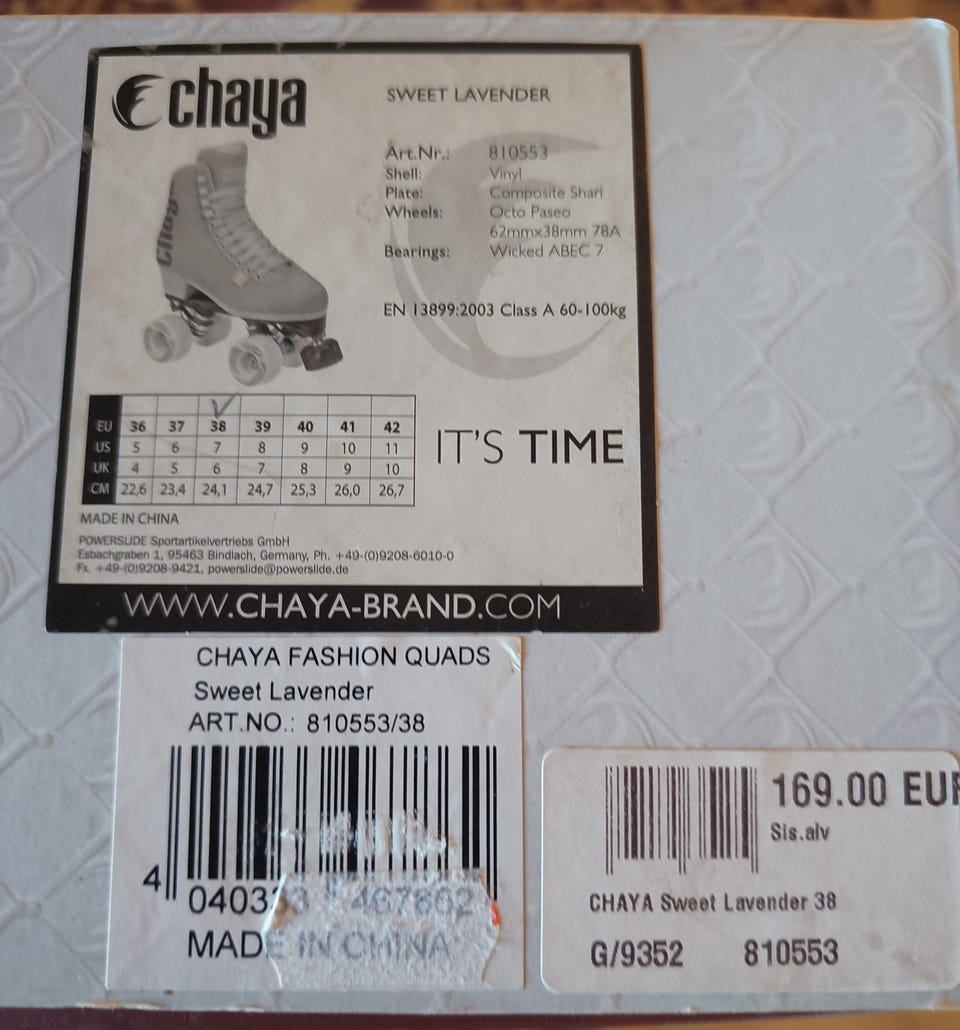 chaya
SWEET LAVENDER
Art.Nr.: 810553
Shell: Vinyl
Plate: Composite Shari
Wheels: Octo Paseo
62mmx38mm 78A
Bearings: Wicked ABEC 7
EN 13899:2003 Class A 60-100kg
chaya
EU 36 37 38 39 40 41 42
US 5 6 7 8 9 10 11
UK 4 5 6 7 8 9 10
CM 22,6 23,4 24,1 24,7 25,3 26,0 26,7
IT'S TIME
MADE IN CHINA
POWERSLIDE Sportartikelvertriebs GmbH
Esbachgraben 1, 95463 Bindlach, Germany, Ph. +49-(0)9208-6010-0
Fx. +49-(0)9208-9421, powerslide@powerslide.de
WWW.CHAYA-BRAND.COM
CHAYA FASHION QUADS
Sweet Lavender
ART.NO.: 810553/38
4 040333 467862
MADE IN CHINA
169.00 EUR
Sis.alv
CHAYA Sweet Lavender 38
G/9352 810553